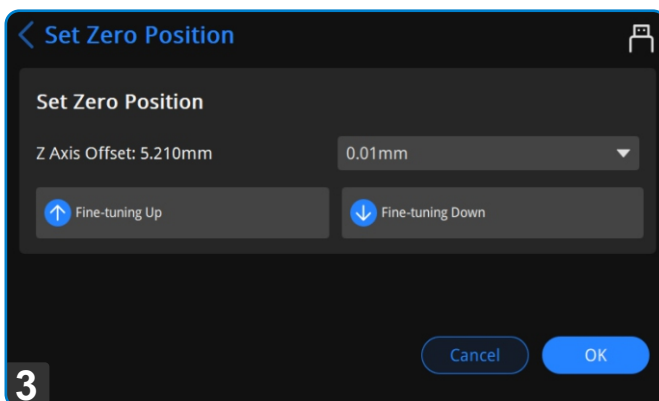 Set Zero Position
Set Zero Position
Z Axis Offset: 5.210mm 0.01mm
Fine-tuning Up Fine-tuning Down
Cancel OK
3